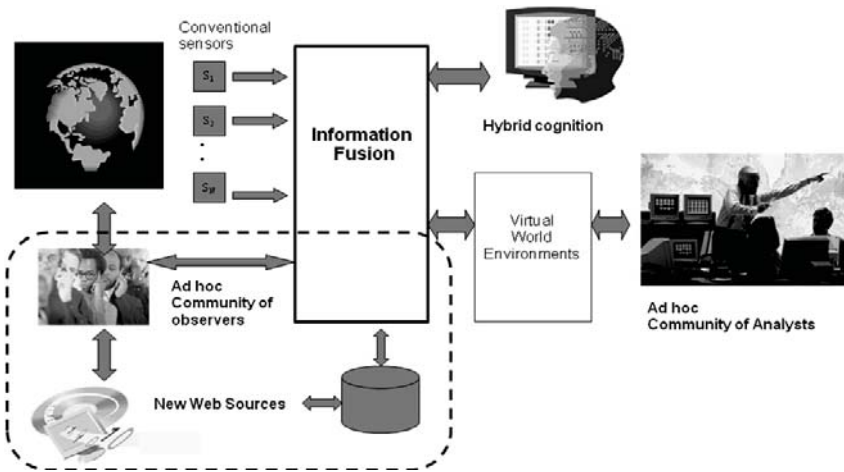 Conventional
sensors
S1
S2
SN
Information
Fusion
Hybrid cognition
Virtual
World
Environments
Ad hoc
Community of
observers
Ad hoc
Community of Analysts
New Web Sources